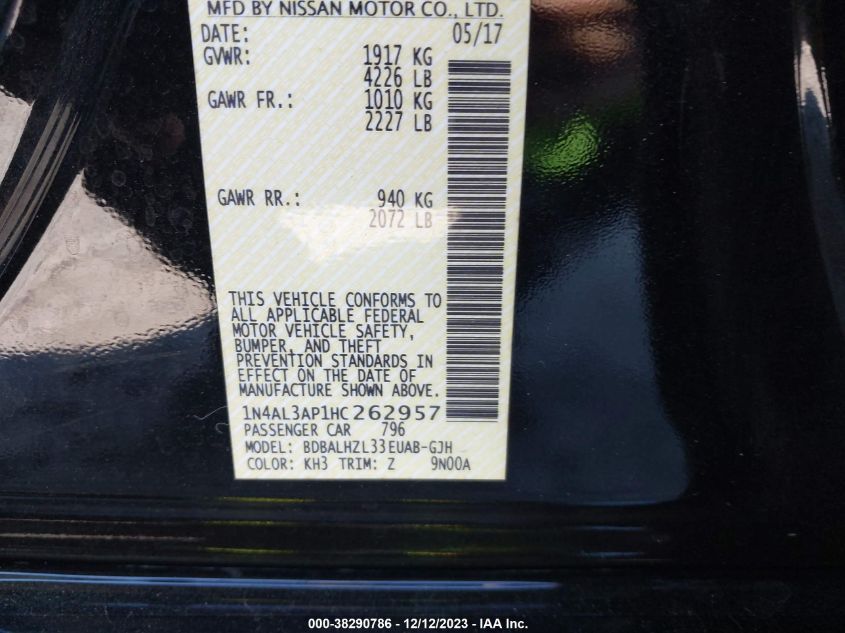 MFD BY NISSAN MOTOR CO., LTD.
DATE: 05/17
GVWR: 1917 KG
4226 LB
GAWR FR.: 1010 KG
2227 LB
GAWR RR.: 940 KG
2072 LB
THIS VEHICLE CONFORMS TO
ALL APPLICABLE FEDERAL
MOTOR VEHICLE SAFETY,
BUMPER, AND THEFT
PREVENTION STANDARDS IN
EFFECT ON THE DATE OF
MANUFACTURE SHOWN ABOVE.
1N4AL3AP1HC262957
PASSENGER CAR 796
MODEL: BDBALHZL33EUAB-GJH
COLOR: KH3 TRIM: Z 9N00A
000-38290786 - 12/12/2023 - IAA Inc.